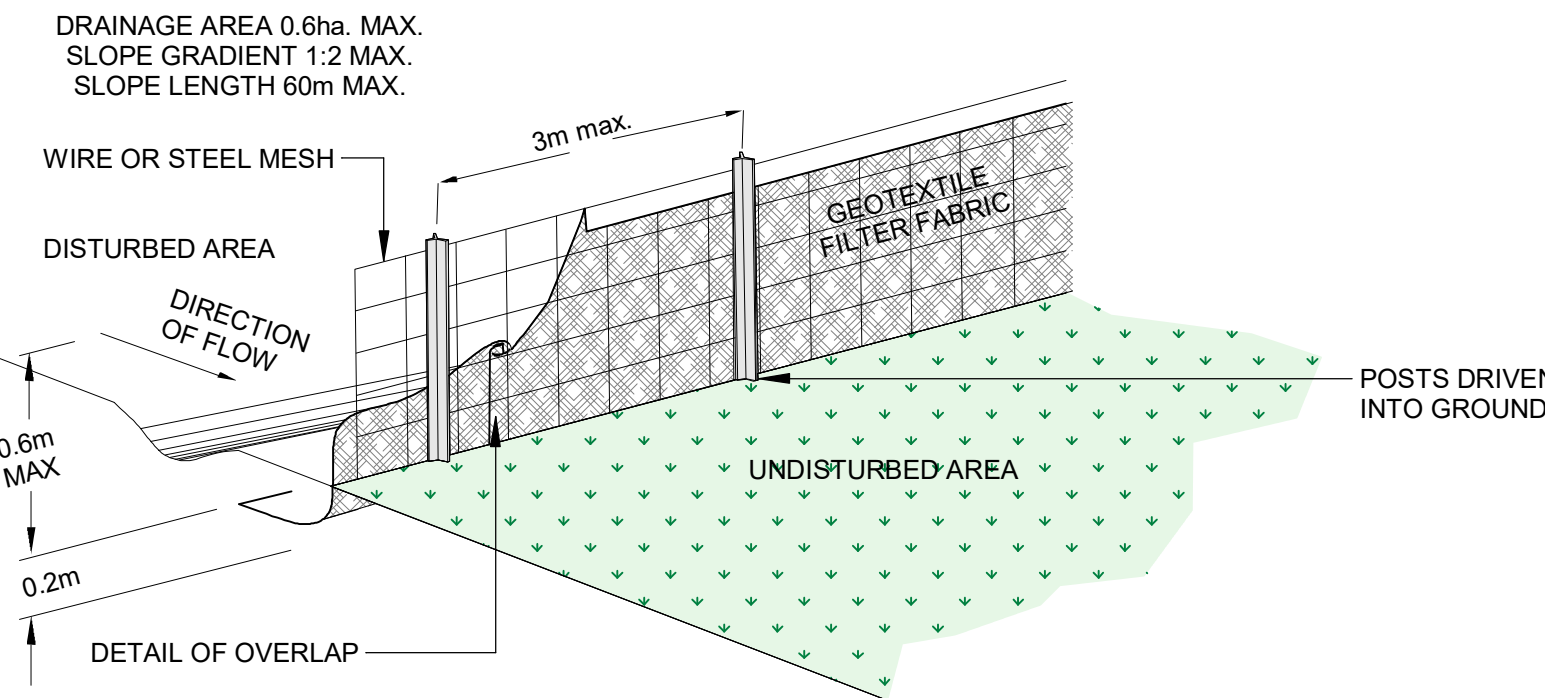 DRAINAGE AREA 0.6ha. MAX.
SLOPE GRADIENT 1:2 MAX.
SLOPE LENGTH 60m MAX.
3m max.
WIRE OR STEEL MESH
GEOTEXTILE
FILTER FABRIC
DISTURBED AREA
DIRECTION
OF FLOW
POSTS DRIVEN
INTO GROUND
0.6m
MAX
UNDISTURBED AREA
0.2m
DETAIL OF OVERLAP